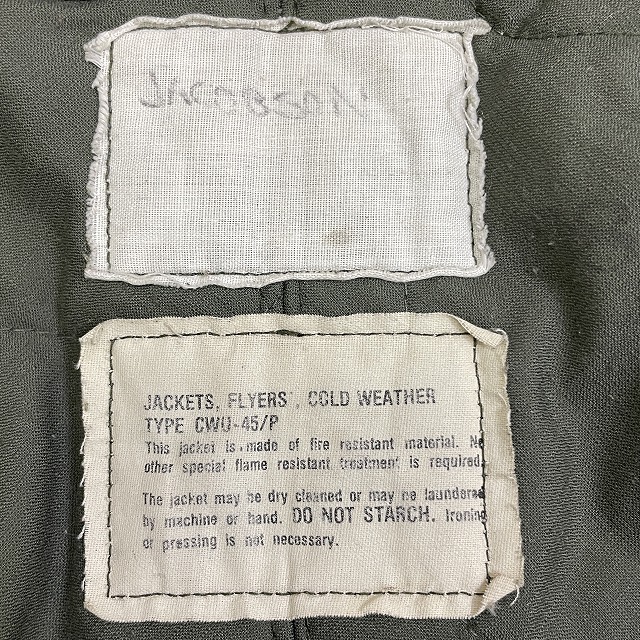 JACOBSON
JACKETS, FLYERS', COLD WEATHER
TYPE CWU-45/P
This jacket is made of fire resistant material. No
other special flame resistant treatment is required.
The jacket may be dry cleaned or may be laundered
by machine or hand. DO NOT STARCH. Ironing
or pressing is not necessary.